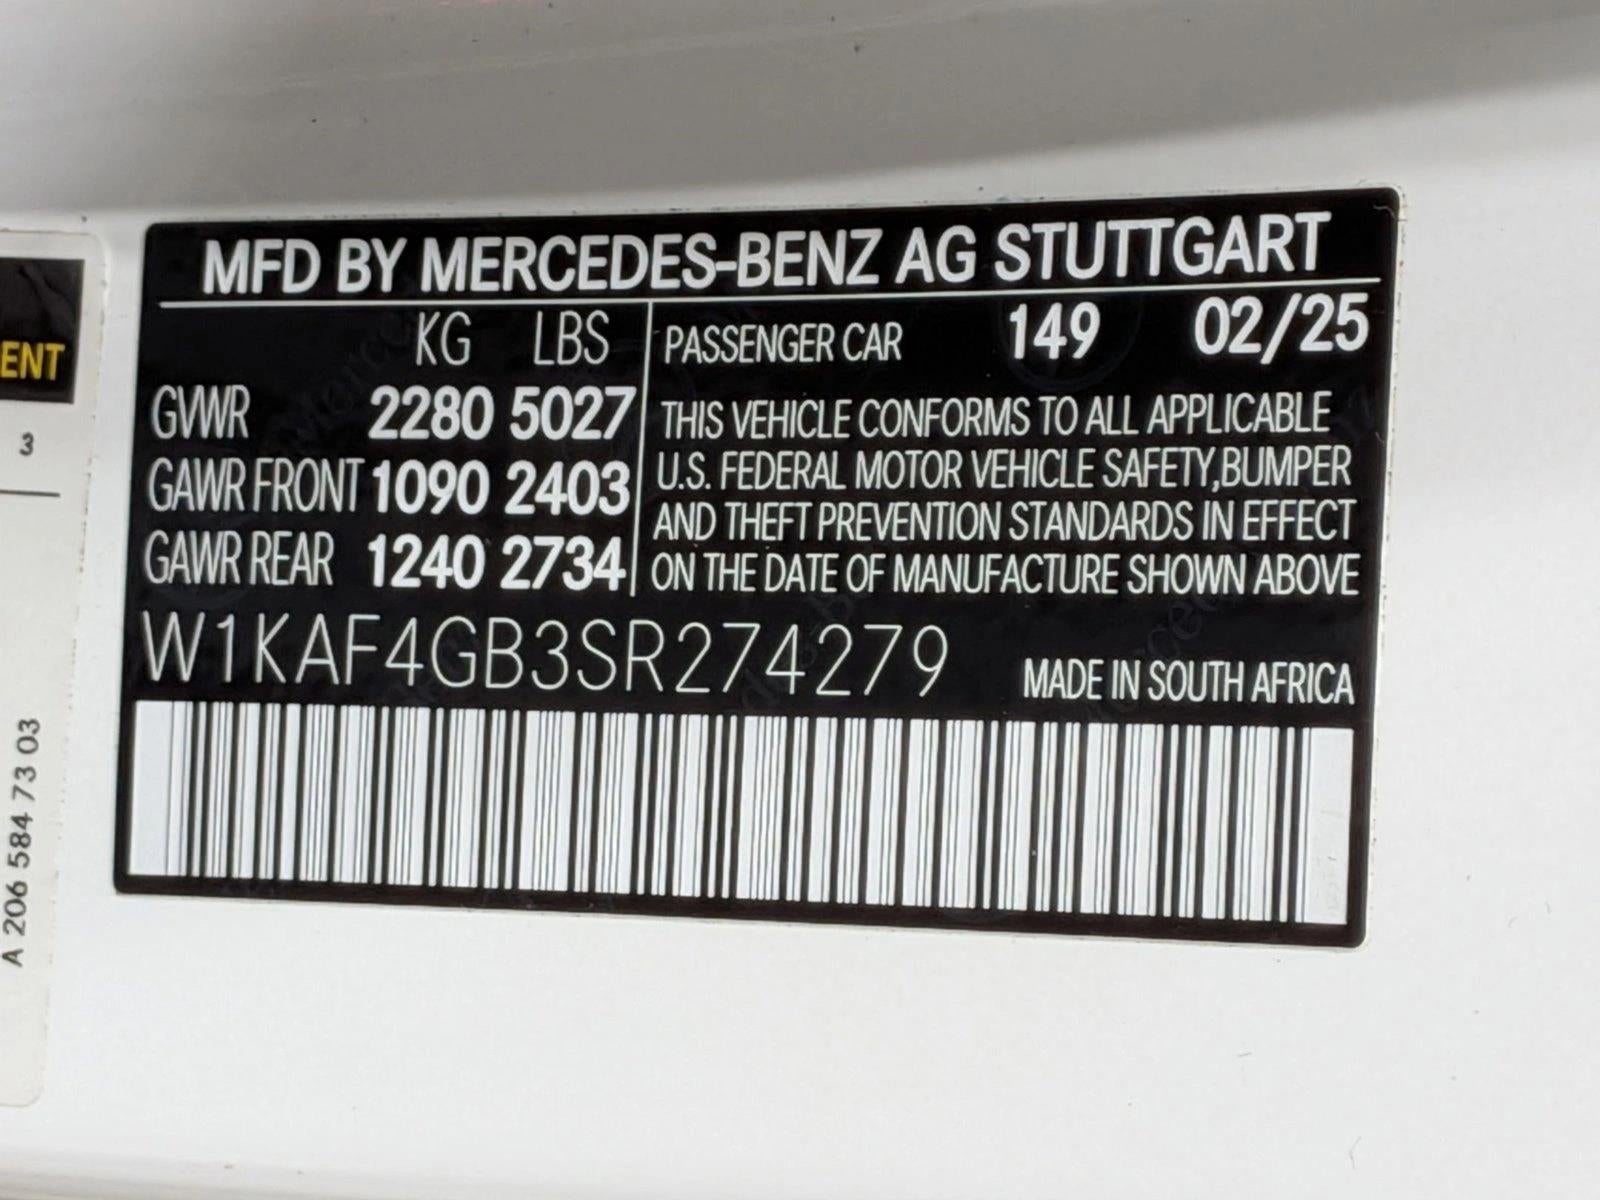 MFD BY MERCEDES-BENZ AG STUTTGART
KG LBS
GVWR 2280 5027
GAWR FRONT 1090 2403
GAWR REAR 1240 2734
PASSENGER CAR 149 02/25
THIS VEHICLE CONFORMS TO ALL APPLICABLE
U.S. FEDERAL MOTOR VEHICLE SAFETY,BUMPER
AND THEFT PREVENTION STANDARDS IN EFFECT
ON THE DATE OF MANUFACTURE SHOWN ABOVE
W1KAF4GB3SR274279
MADE IN SOUTH AFRICA
ENT
3
A 206 584 73 03